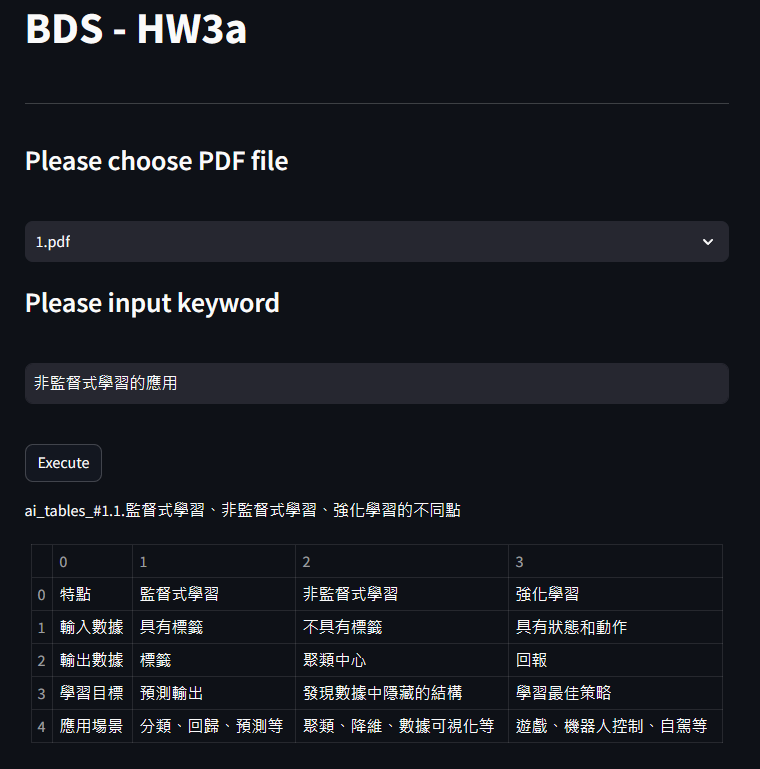 BDS - HW3a
Please choose PDF file
1.pdf
Please input keyword
非監督式學習的應用
Execute
ai_tables_#1.1.監督式學習、非監督式學習、強化學習的不同點
0 1 2 3
0 特點 監督式學習 非監督式學習 強化學習
1 輸入數據 具有標籤 不具有標籤 具有狀態和動作
2 輸出數據 標籤 聚類中心 回報
3 學習目標 預測輸出 發現數據中隱藏的結構 學習最佳策略
4 應用場景 分類、回歸、預測等 聚類、降維、數據可視化等 遊戲、機器人控制、自駕等